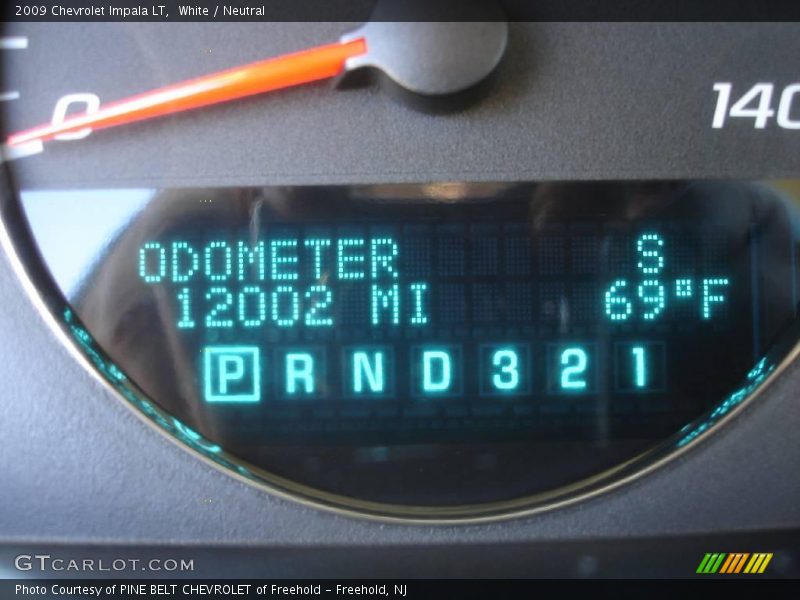 2009 Chevrolet Impala LT, White / Neutral
0
140
ODOMETER S
12002 MI 69°F
P R N D 3 2 1
GTCARLOT.COM
Photo Courtesy of PINE BELT CHEVROLET of Freehold - Freehold, NJ